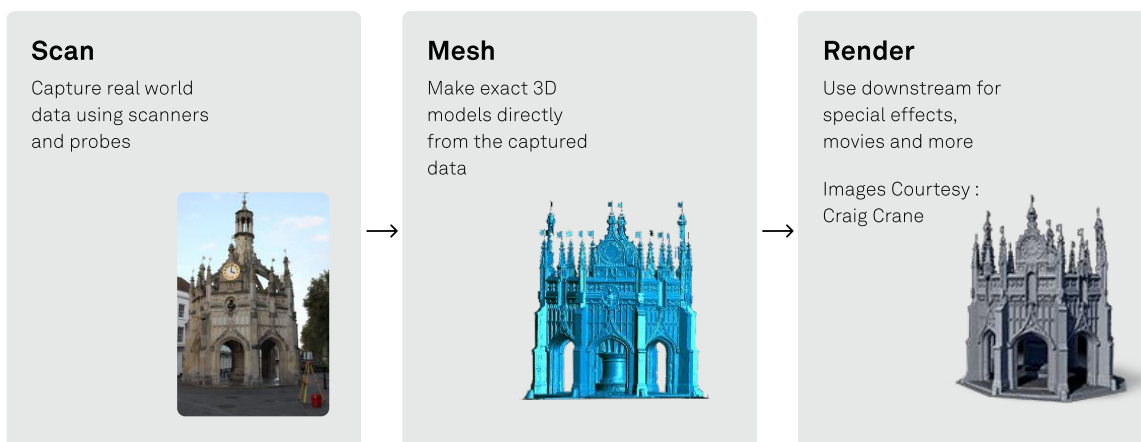 Scan
Capture real world
data using scanners
and probes
Mesh
Make exact 3D
models directly
from the captured
data
Render
Use downstream for
special effects,
movies and more
Images Courtesy :
Craig Crane